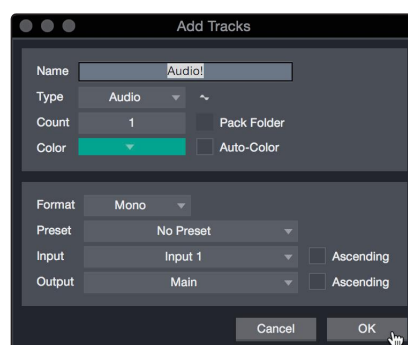 Add Tracks
Name Audio!
Type Audio
Count 1 Pack Folder
Color Auto-Color
Format Mono
Preset No Preset
Input Input 1 Ascending
Output Main Ascending
Cancel OK